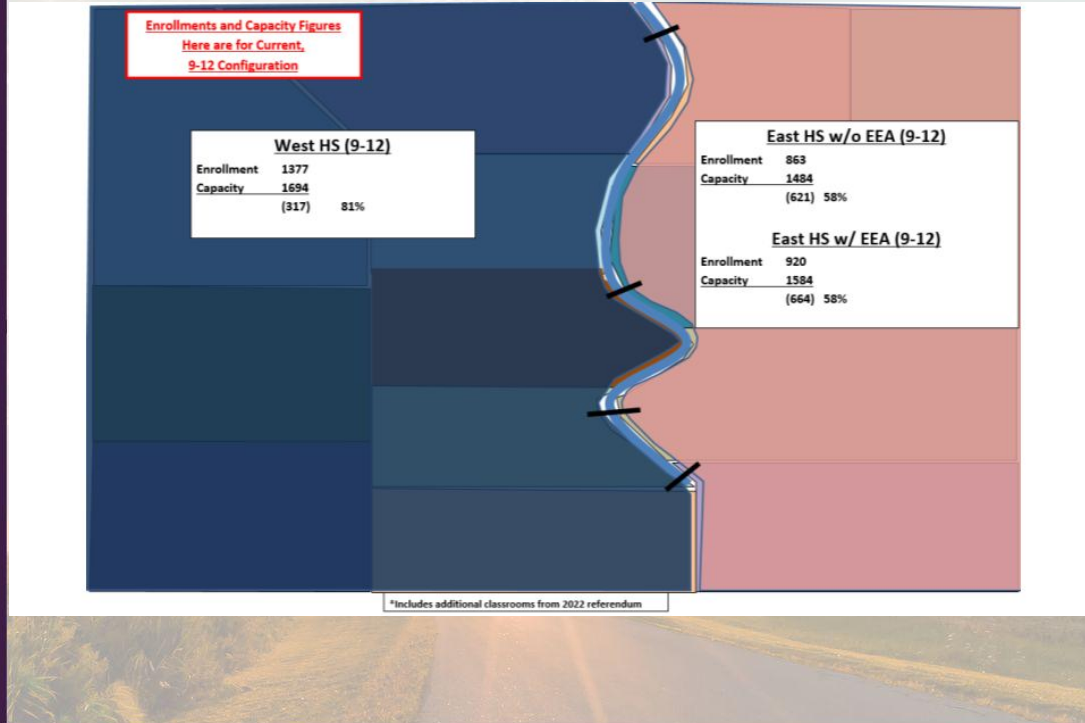 Enrollments and Capacity Figures
Here are for Current,
9-12 Configuration
West HS (9-12)
Enrollment 1377
Capacity 1694
(317) 81%
East HS w/o EEA (9-12)
Enrollment 863
Capacity 1484
(621) 58%
East HS w/ EEA (9-12)
Enrollment 920
Capacity 1584
(664) 58%
*Includes additional classrooms from 2022 referendum